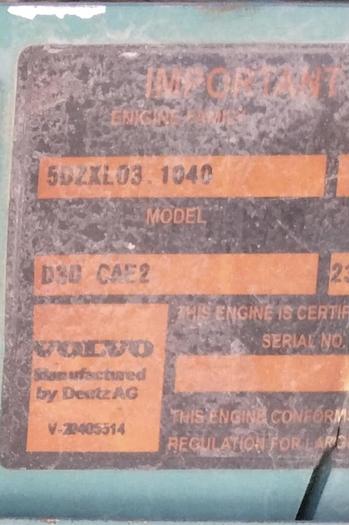 IMPORTANT
ENGINE FAMILY
5DZXL03.1040
MODEL
D3D CAE2
23
THIS ENGINE IS CERTIF
VOLVO
SERIAL NO.
Manufactured
by Deutz AG
V-20405514
THIS ENGINE CONFORM
REGULATION FOR LARG